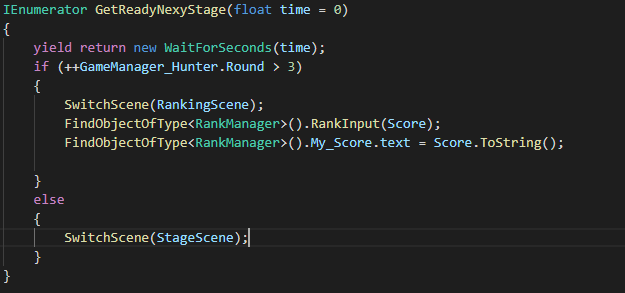 IEnumerator GetReadyNexyStage(float time = 0)
{
    yield return new WaitForSeconds(time);
    if (++GameManager_Hunter.Round > 3)
    {
        SwitchScene(RankingScene);
        FindObjectOfType<RankManager>().RankInput(Score);
        FindObjectOfType<RankManager>().My_Score.text = Score.ToString();

    }
    else
    {
        SwitchScene(StageScene);
    }
}